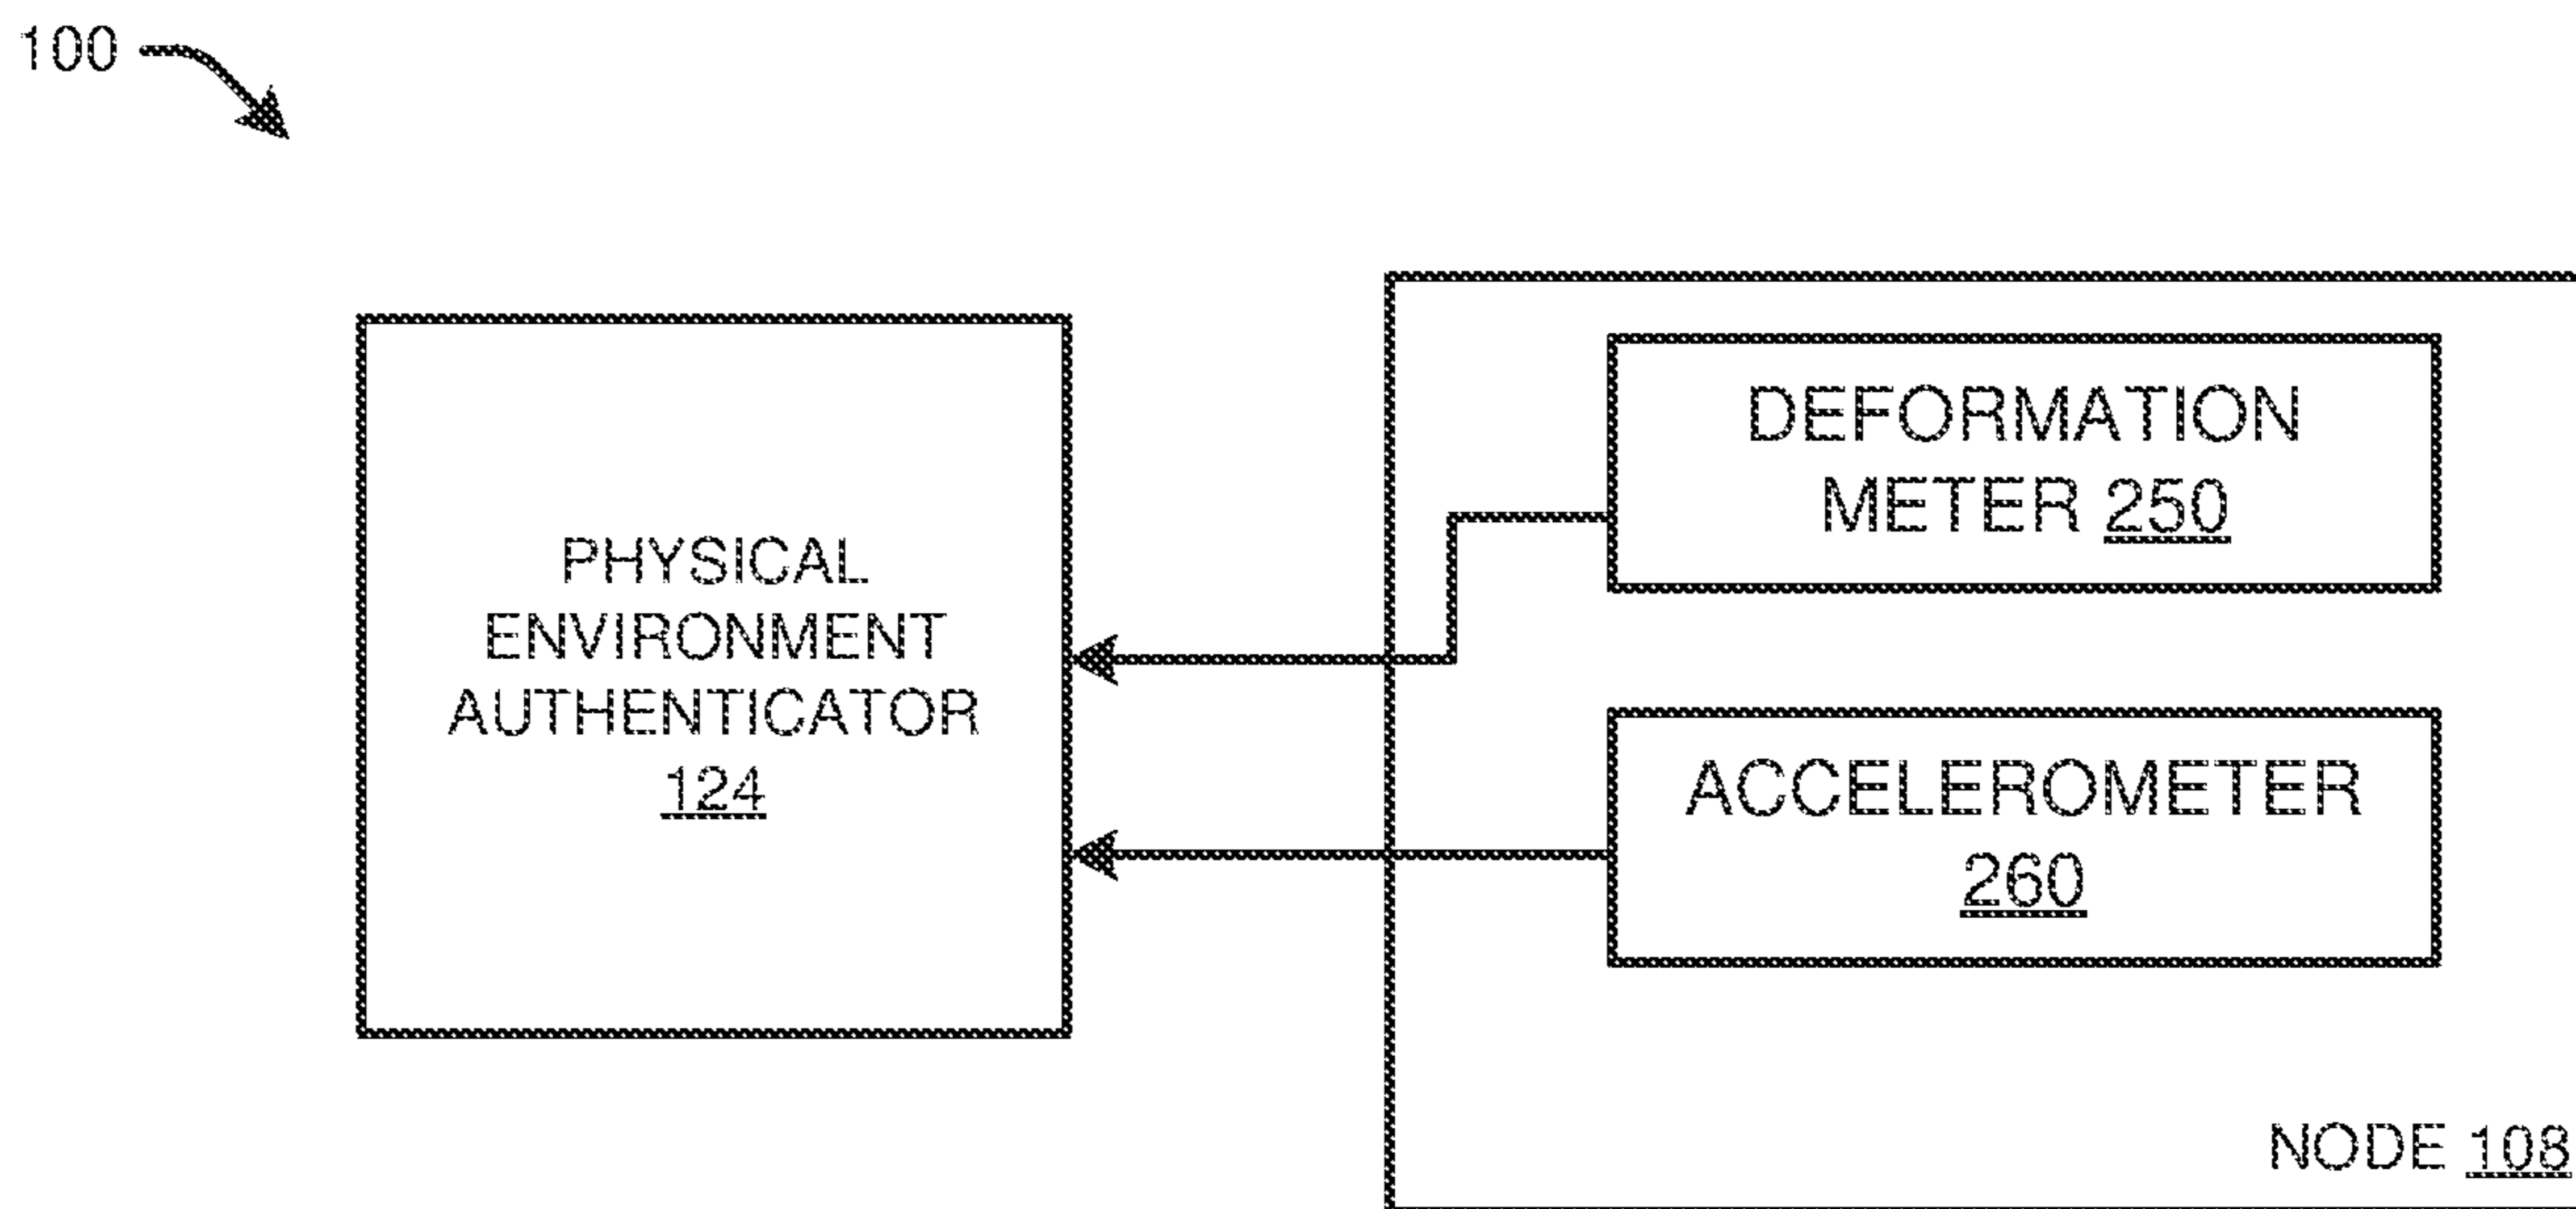 100
PHYSICAL
ENVIRONMENT
AUTHENTICATOR
124
DEFORMATION
METER 250
ACCELEROMETER
260
NODE 108